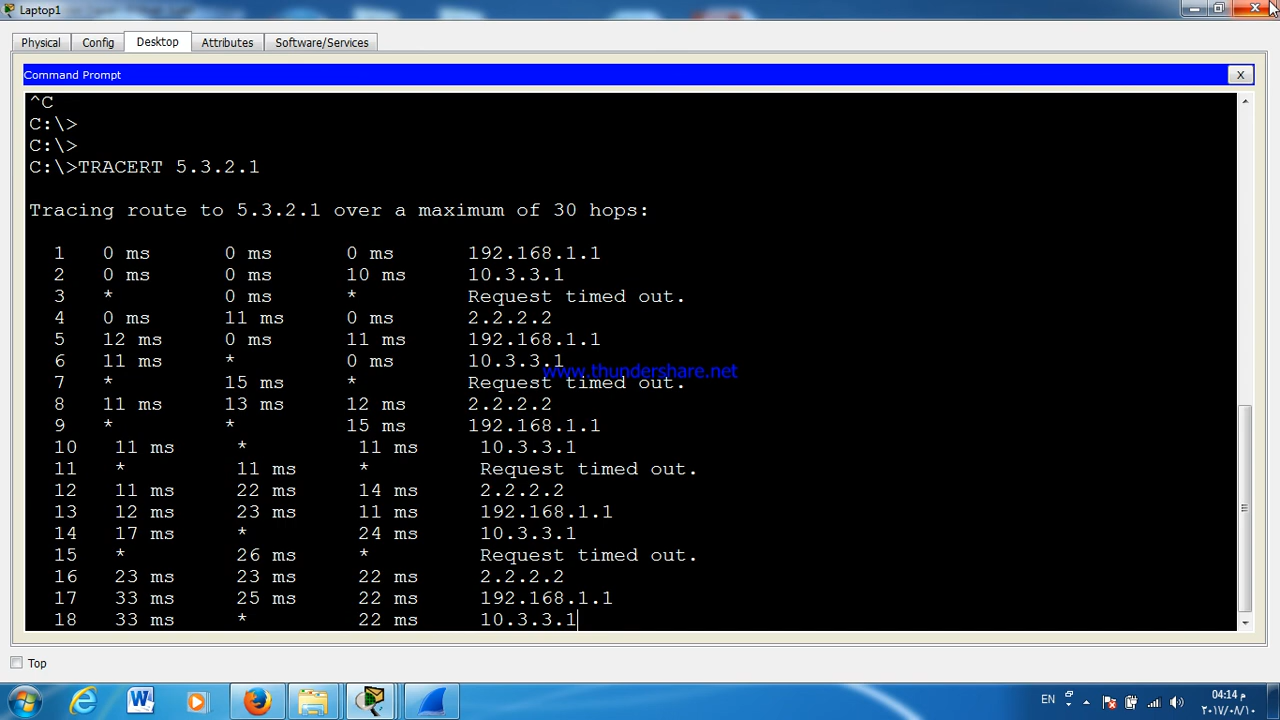 Laptop1
Physical Config Desktop Attributes Software/Services
Command Prompt X
^C
C:\>
C:\>
C:\>TRACERT 5.3.2.1
Tracing route to 5.3.2.1 over a maximum of 30 hops:
1 0 ms 0 ms 0 ms 192.168.1.1
2 0 ms 0 ms 10 ms 10.3.3.1
3 * 0 ms * Request timed out.
4 0 ms 11 ms 0 ms 2.2.2.2
5 12 ms 0 ms 11 ms 192.168.1.1
6 11 ms * 0 ms 10.3.3.1
www.thundershare.net
7 * 15 ms * Request timed out.
8 11 ms 13 ms 12 ms 2.2.2.2
9 * * 15 ms 192.168.1.1
10 11 ms * 11 ms 10.3.3.1
11 * 11 ms * Request timed out.
12 11 ms 22 ms 14 ms 2.2.2.2
13 12 ms 23 ms 11 ms 192.168.1.1
14 17 ms * 24 ms 10.3.3.1
15 * 26 ms * Request timed out.
16 23 ms 23 ms 22 ms 2.2.2.2
17 33 ms 25 ms 22 ms 192.168.1.1
18 33 ms * 22 ms 10.3.3.1
Top
EN
04:14 م
٢٠١٧/٠٨/١٠